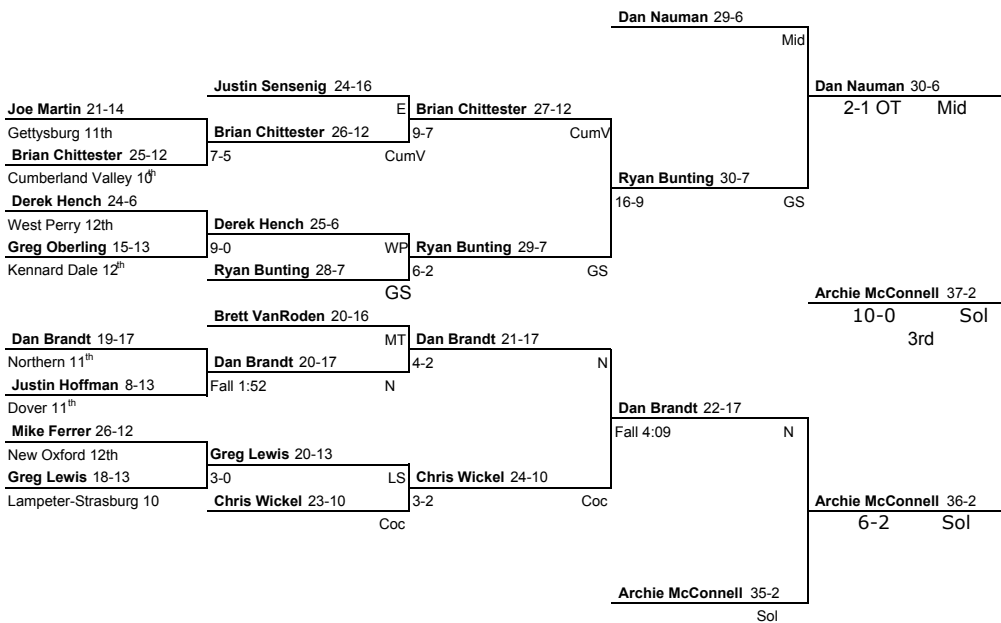 Dan Nauman 29-6
Mid
Justin Sensenig 24-16
Dan Nauman 30-6
Joe Martin 21-14
E
Brian Chittester 27-12
2-1 OT Mid
Gettysburg 11th
Brian Chittester 26-12
9-7
CumV
Brian Chittester 25-12
7-5
CumV
Cumberland Valley 10th
Ryan Bunting 30-7
Derek Hench 24-6
16-9
GS
West Perry 12th
Derek Hench 25-6
Greg Oberling 15-13
9-0
WP
Ryan Bunting 29-7
Kennard Dale 12th
Ryan Bunting 28-7
6-2
GS
GS
Archie McConnell 37-2
Brett VanRoden 20-16
10-0 Sol
Dan Brandt 19-17
MT
Dan Brandt 21-17
3rd
Northern 11th
Dan Brandt 20-17
4-2
N
Justin Hoffman 8-13
Fall 1:52
N
Dover 11th
Dan Brandt 22-17
Mike Ferrer 26-12
Fall 4:09
N
New Oxford 12th
Greg Lewis 20-13
Greg Lewis 18-13
3-0
LS
Chris Wickel 24-10
Lampeter-Strasburg 10
Chris Wickel 23-10
3-2
Coc
Archie McConnell 36-2
Coc
6-2 Sol
Archie McConnell 35-2
Sol